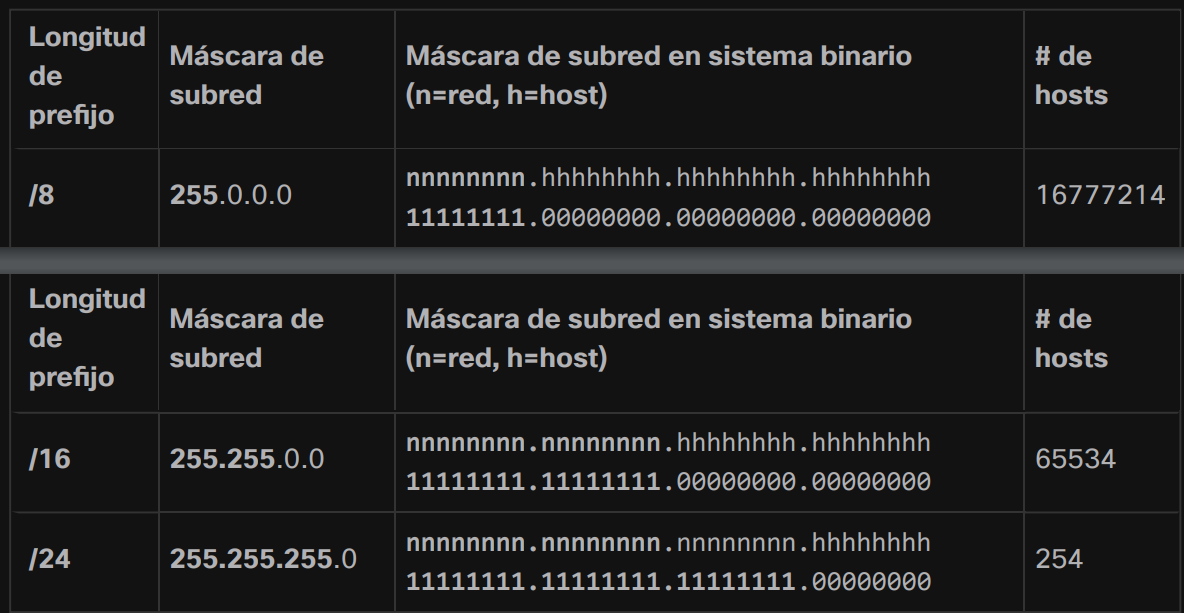 Longitud
de
prefijo
Máscara de
subred
Máscara de subred en sistema binario
(n=red, h=host)
# de
hosts
/8
255.0.0.0
nnnnnnnn.hhhhhhhh.hhhhhhhh.hhhhhhhh
11111111.00000000.00000000.00000000
16777214
Longitud
de
prefijo
Máscara de
subred
Máscara de subred en sistema binario
(n=red, h=host)
# de
hosts
/16
255.255.0.0
nnnnnnnn.nnnnnnnn.hhhhhhhh.hhhhhhhh
11111111.11111111.00000000.00000000
65534
/24
255.255.255.0
nnnnnnnn.nnnnnnnn.nnnnnnnn.hhhhhhhh
11111111.11111111.11111111.00000000
254